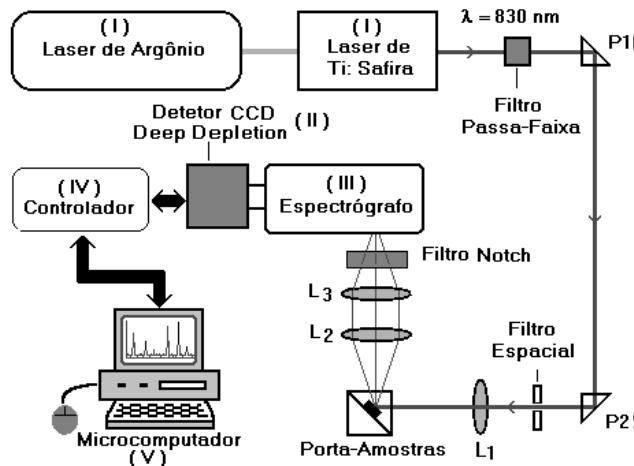 ( I )
Laser de Argônio
( I )
Laser de
Ti: Safira
λ = 830 nm
P1
Filtro
Passa-Faixa
Detetor CCD
Deep Depletion
( II )
( III )
Espectrógrafo
( IV )
Controlador
Filtro Notch
L3
L2
Filtro
Espacial
P2
L1
Porta-Amostras
Microcomputador
( V )